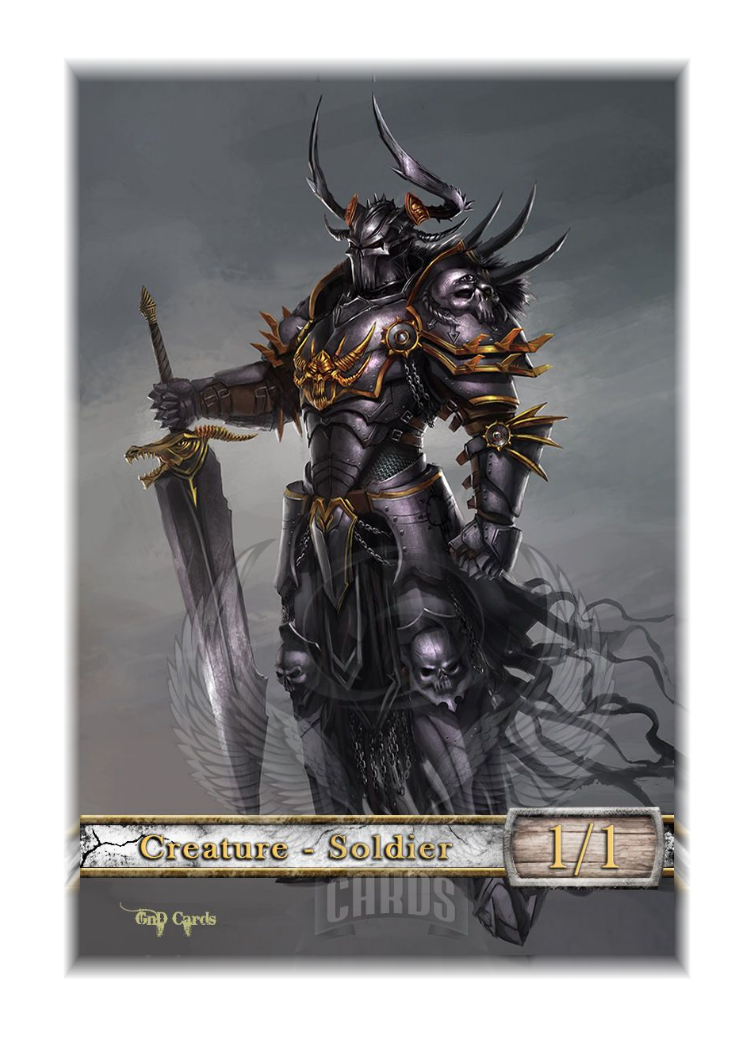 Creature - Soldier
1/1
CARDS
GnD Cards